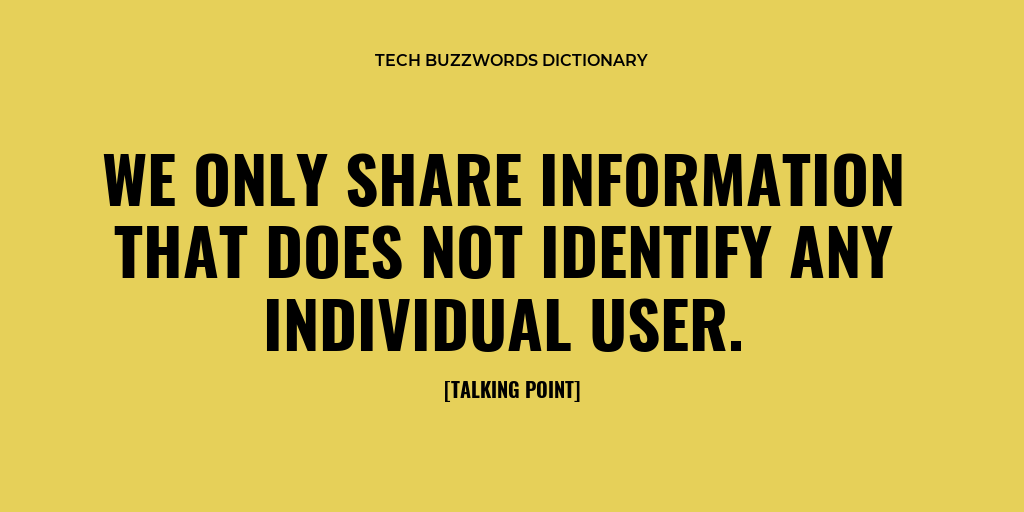 TECH BUZZWORDS DICTIONARY
WE ONLY SHARE INFORMATION
THAT DOES NOT IDENTIFY ANY
INDIVIDUAL USER.
[TALKING POINT]